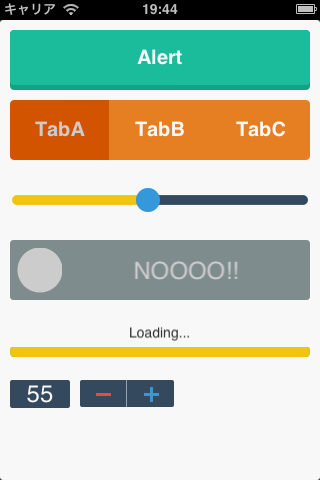 キャリア 19:44
Alert
TabA TabB TabC
NOOOO!!
Loading...
55 − +